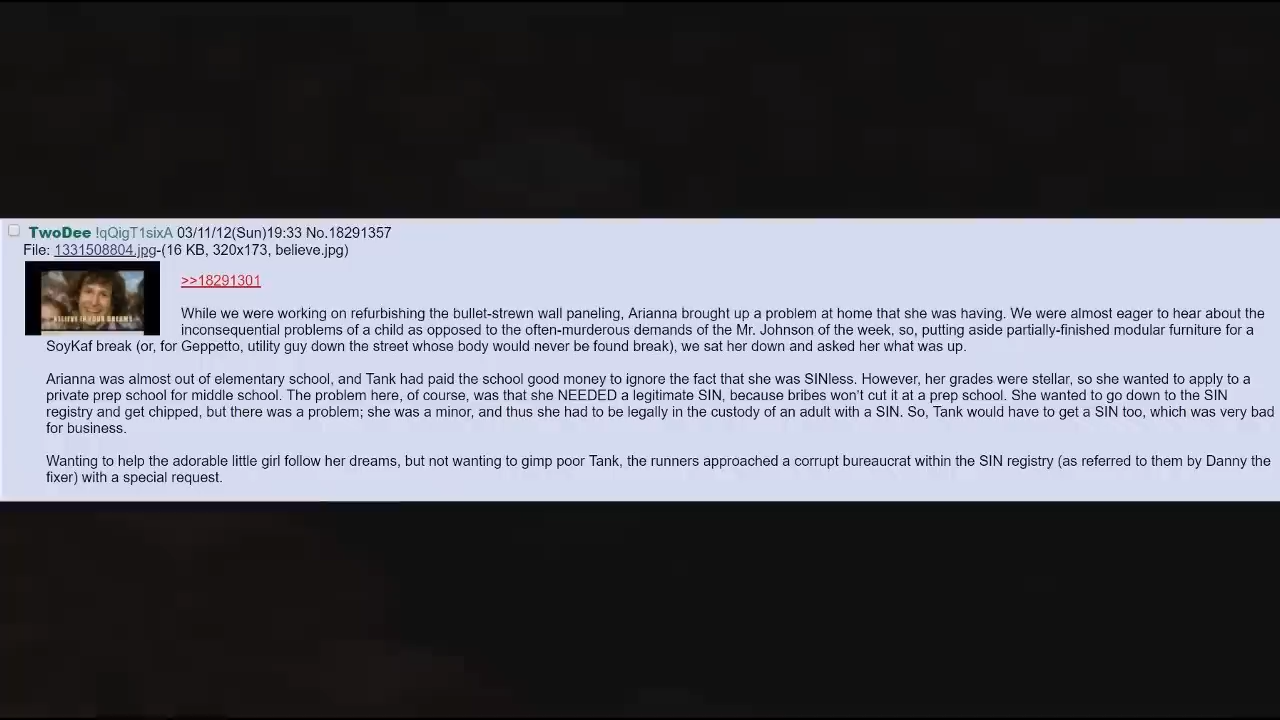 TwoDee !qQigT1sixA 03/11/12(Sun)19:33 No.18291357
File: 1331508804.jpg-(16 KB, 320x173, believe.jpg)
BELIEVE IN YOUR DREAMS
>>18291301
While we were working on refurbishing the bullet-strewn wall paneling, Arianna brought up a problem at home that she was having. We were almost eager to hear about the
inconsequential problems of a child as opposed to the often-murderous demands of the Mr. Johnson of the week, so, putting aside partially-finished modular furniture for a
SoyKaf break (or, for Geppetto, utility guy down the street whose body would never be found break), we sat her down and asked her what was up.
Arianna was almost out of elementary school, and Tank had paid the school good money to ignore the fact that she was SINless. However, her grades were stellar, so she wanted to apply to a
private prep school for middle school. The problem here, of course, was that she NEEDED a legitimate SIN, because bribes won't cut it at a prep school. She wanted to go down to the SIN
registry and get chipped, but there was a problem; she was a minor, and thus she had to be legally in the custody of an adult with a SIN. So, Tank would have to get a SIN too, which was very bad
for business.
Wanting to help the adorable little girl follow her dreams, but not wanting to gimp poor Tank, the runners approached a corrupt bureaucrat within the SIN registry (as referred to them by Danny the
fixer) with a special request.